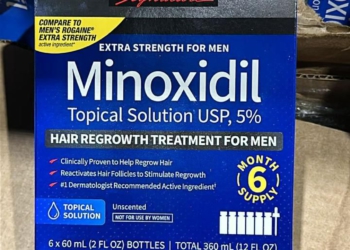 Signature
COMPARE TO
MEN'S ROGAINE®
EXTRA STRENGTH
active ingredient*
EXTRA STRENGTH FOR MEN
Minoxidil
Topical Solution USP, 5%
HAIR REGROWTH TREATMENT FOR MEN
• Clinically Proven to Help Regrow Hair
• Reactivates Hair Follicles to Stimulate Regrowth
• #1 Dermatologist Recommended Active Ingredient‡
MONTH
6
SUPPLY
TOPICAL
SOLUTION
Unscented
NOT FOR USE BY WOMEN
6 x 60 mL (2 FL OZ) BOTTLES
TOTAL 360 mL (12 FL OZ)